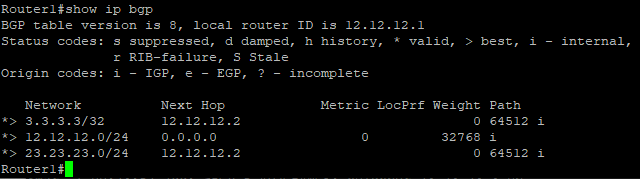 Router1#show ip bgp
BGP table version is 8, local router ID is 12.12.12.1
Status codes: s suppressed, d damped, h history, * valid, > best, i - internal,
              r RIB-failure, S Stale
Origin codes: i - IGP, e - EGP, ? - incomplete

   Network          Next Hop            Metric LocPrf Weight Path
*> 3.3.3.3/32       12.12.12.2                             0 64512 i
*> 12.12.12.0/24    0.0.0.0                  0         32768 i
*> 23.23.23.0/24    12.12.12.2                             0 64512 i
Router1#